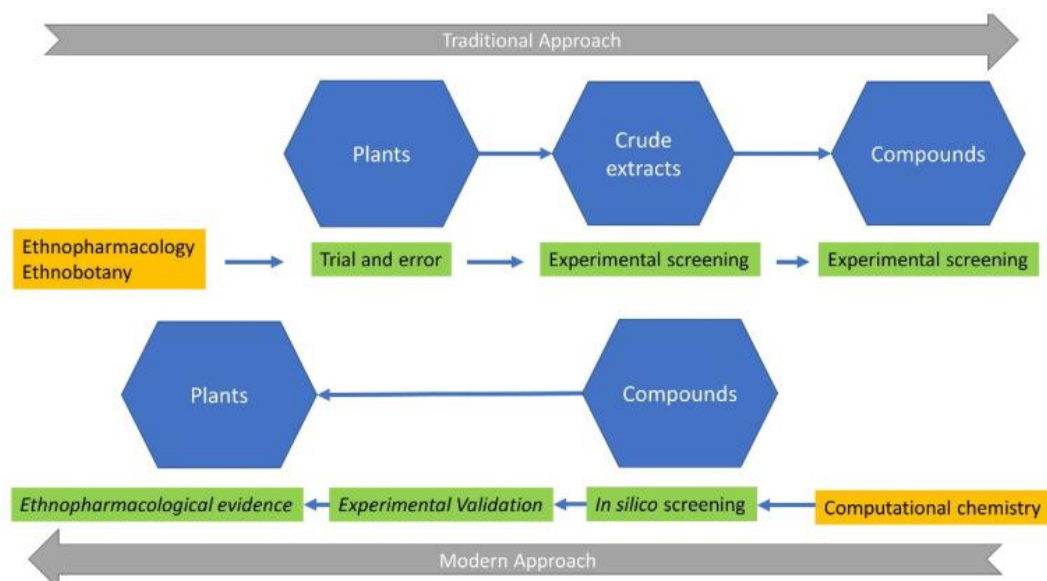 Traditional Approach
Plants
Crude
extracts
Compounds
Ethnopharmacology
Ethnobotany
Trial and error
Experimental screening
Experimental screening
Plants
Compounds
Ethnopharmacological evidence
Experimental Validation
In silico screening
Computational chemistry
Modern Approach